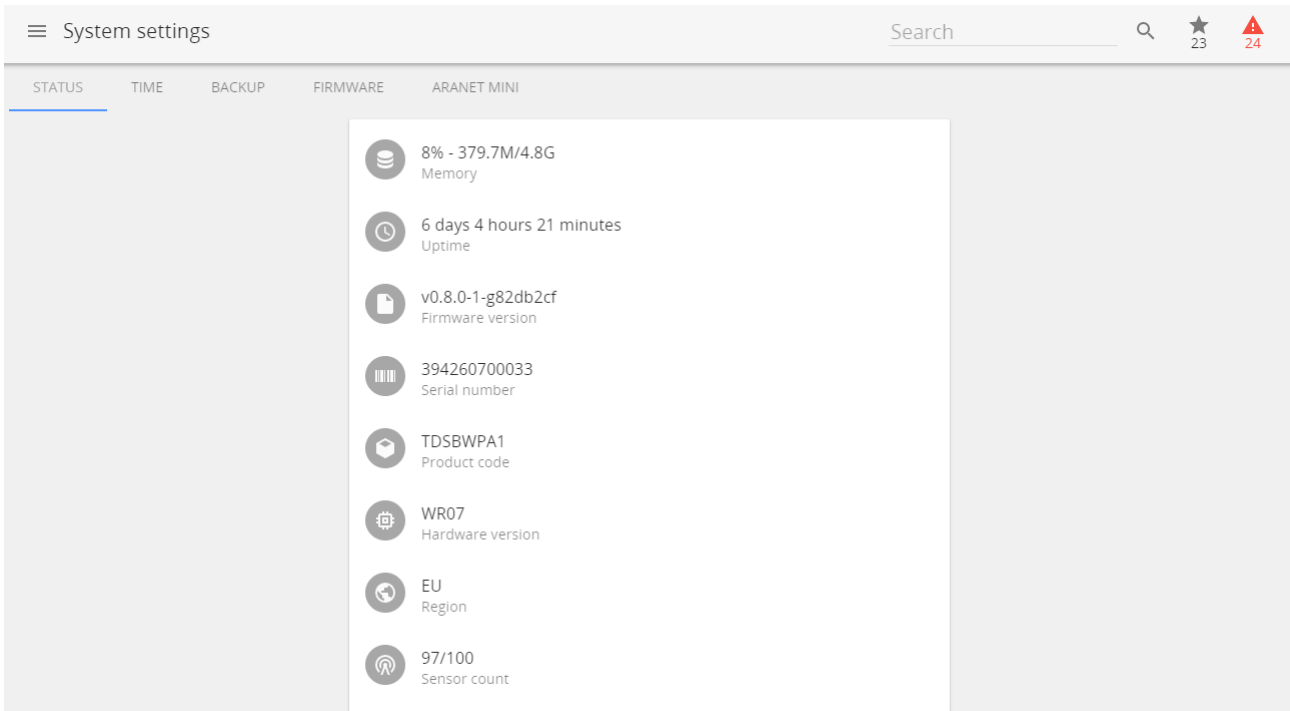 System settings
Search
23
24
STATUS TIME BACKUP FIRMWARE ARANET MINI
8% - 379.7M/4.8G
Memory
6 days 4 hours 21 minutes
Uptime
v0.8.0-1-g82db2cf
Firmware version
394260700033
Serial number
TDSBWPA1
Product code
WR07
Hardware version
EU
Region
97/100
Sensor count